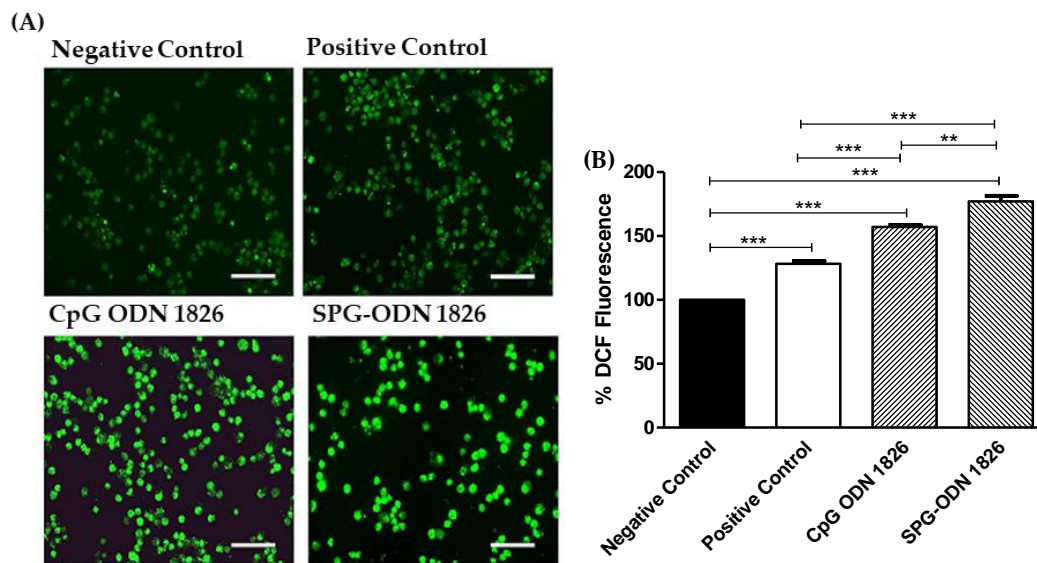 (A)
Negative Control
Positive Control
CpG ODN 1826
SPG-ODN 1826
(B)
***
***
**
***
***
***
200
150
100
50
0
% DCF Fluorescence
Negative Control
Positive Control
CpG ODN 1826
SPG-ODN 1826